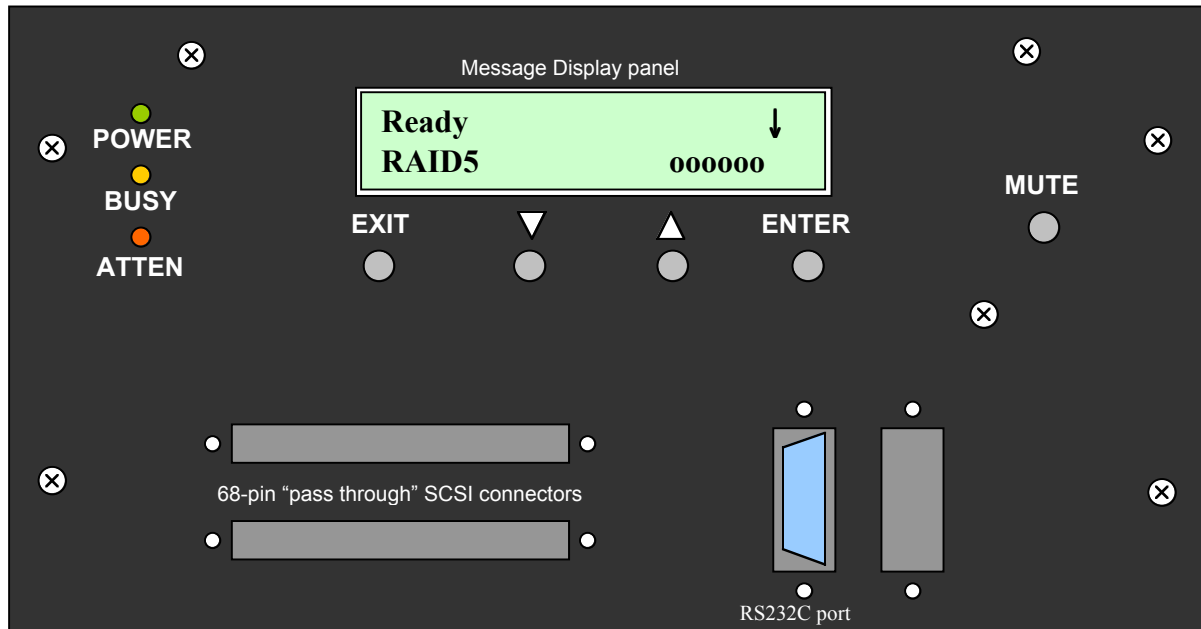 Message Display panel
Ready ↓
RAID5 oooooo
POWER
BUSY
ATTEN
EXIT ▽ △ ENTER
MUTE
68-pin “pass through” SCSI connectors
RS232C port